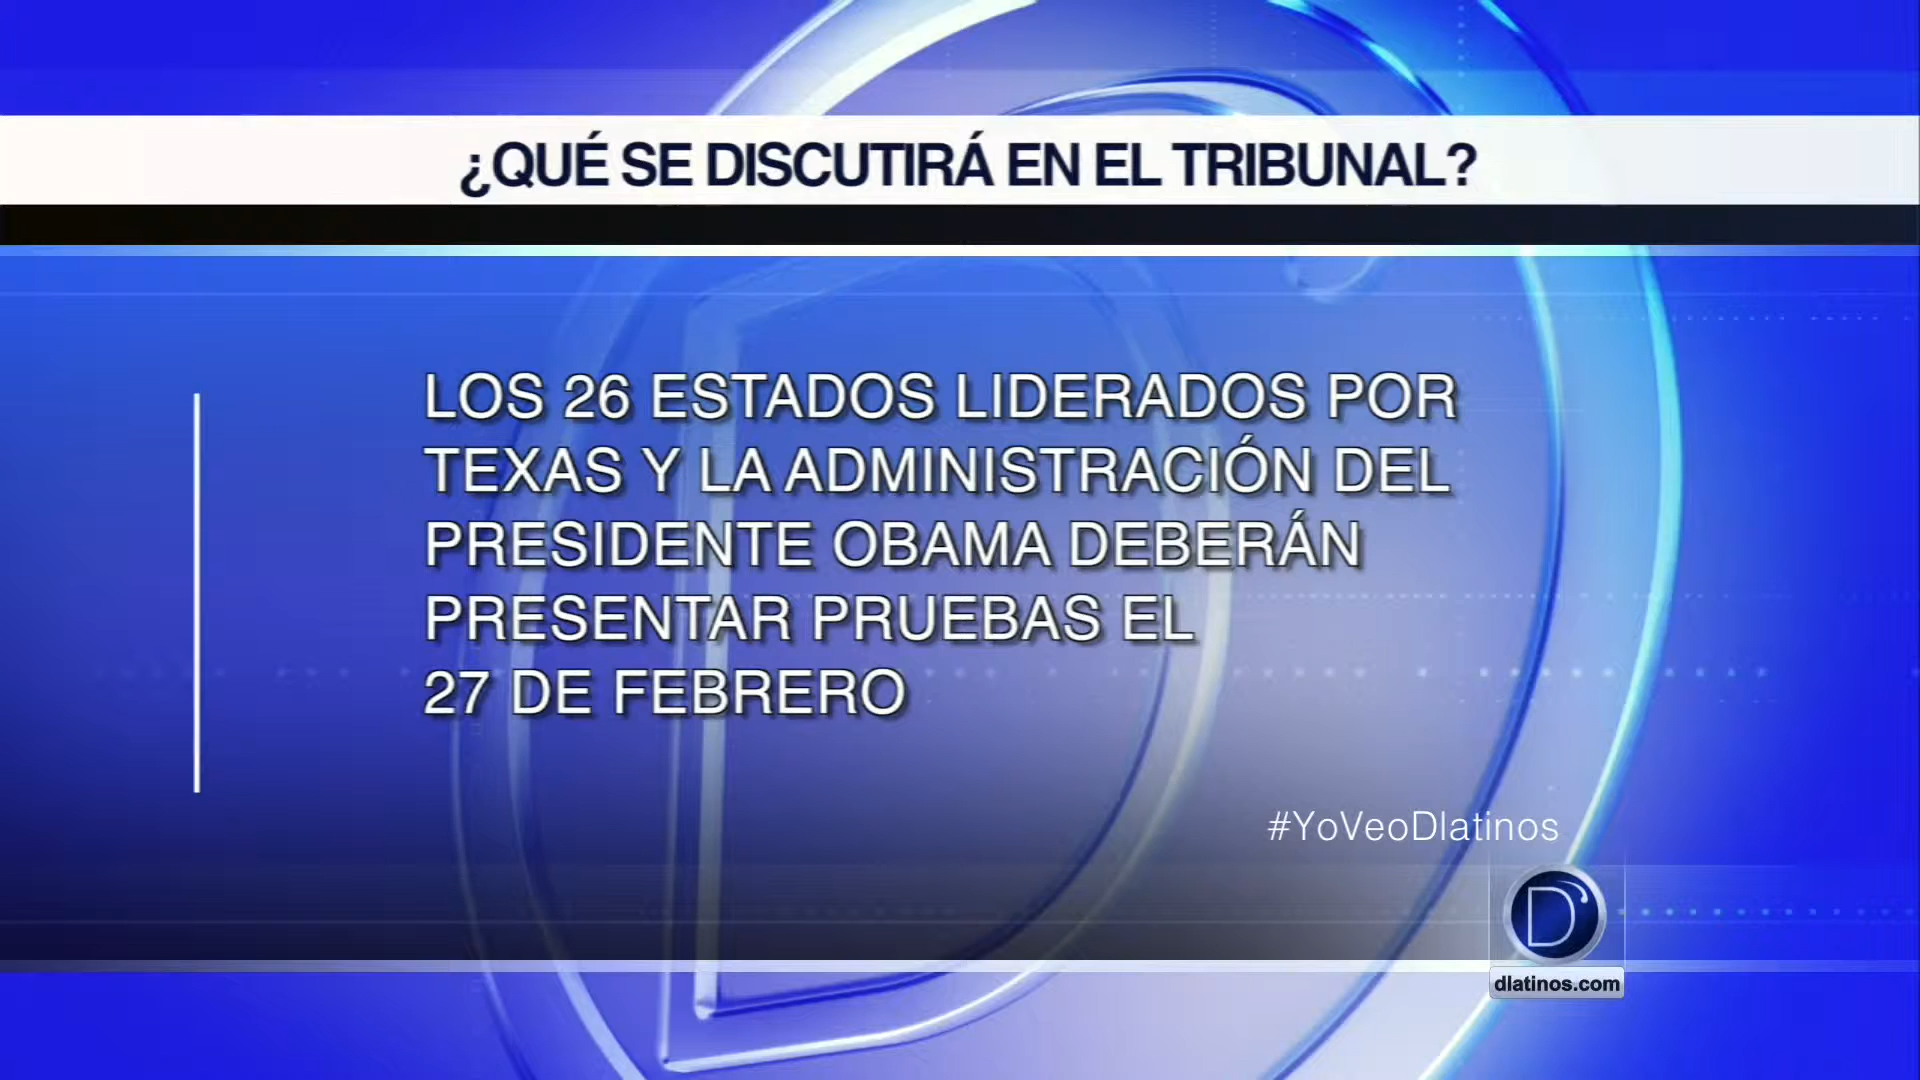 ¿QUÉ SE DISCUTIRÁ EN EL TRIBUNAL?
LOS 26 ESTADOS LIDERADOS POR
TEXAS Y LA ADMINISTRACIÓN DEL
PRESIDENTE OBAMA DEBERÁN
PRESENTAR PRUEBAS EL
27 DE FEBRERO
#YoVeoDlatinos
D
dlatinos.com